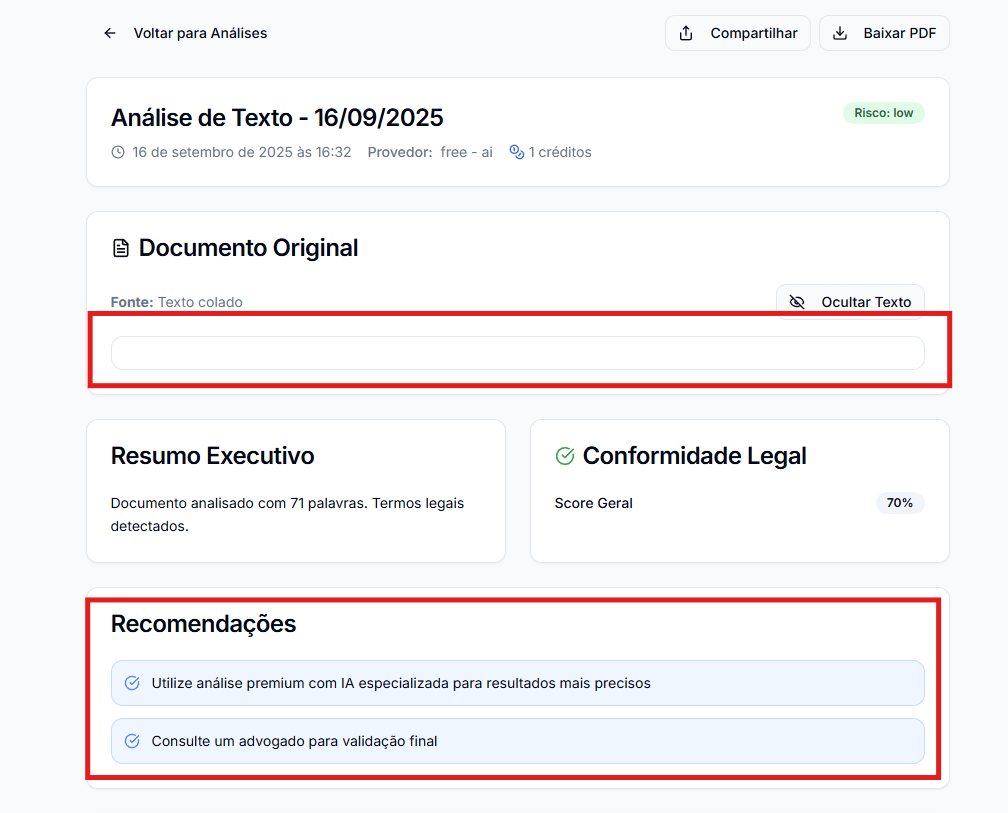 Voltar para Análises
Compartilhar
Baixar PDF
Análise de Texto - 16/09/2025
Risco: low
16 de setembro de 2025 às 16:32 Provedor: free - ai 1 créditos
Documento Original
Fonte: Texto colado
Ocultar Texto
Resumo Executivo
Documento analisado com 71 palavras. Termos legais
detectados.
Conformidade Legal
Score Geral
70%
Recomendações
Utilize análise premium com IA especializada para resultados mais precisos
Consulte um advogado para validação final